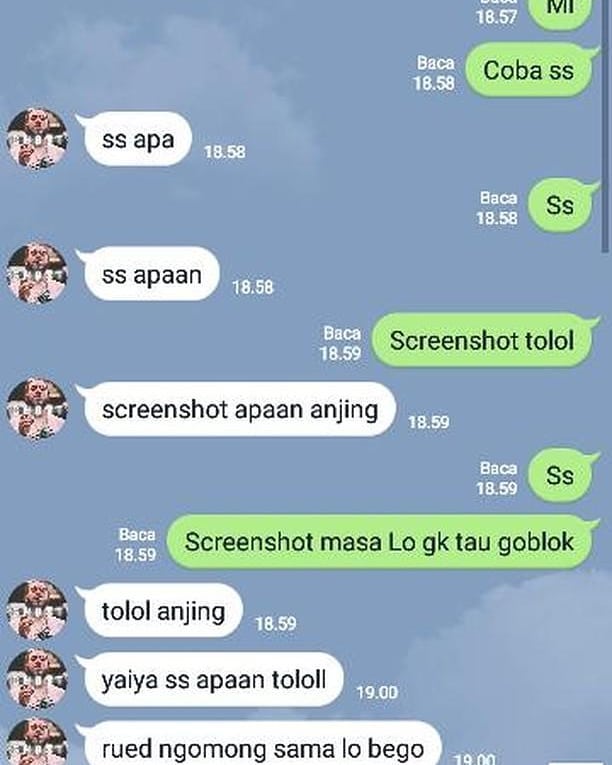 Baca
18.57
Ml
Baca
18.58
Coba ss
ss apa
18.58
Baca
18.58
Ss
ss apaan
18.58
Baca
18.59
Screenshot tolol
screenshot apaan anjing
18.59
Baca
18.59
Ss
Baca
18.59
Screenshot masa Lo gk tau goblok
tolol anjing
18.59
yaiya ss apaan tololl
19.00
rued ngomong sama lo bego
19.00